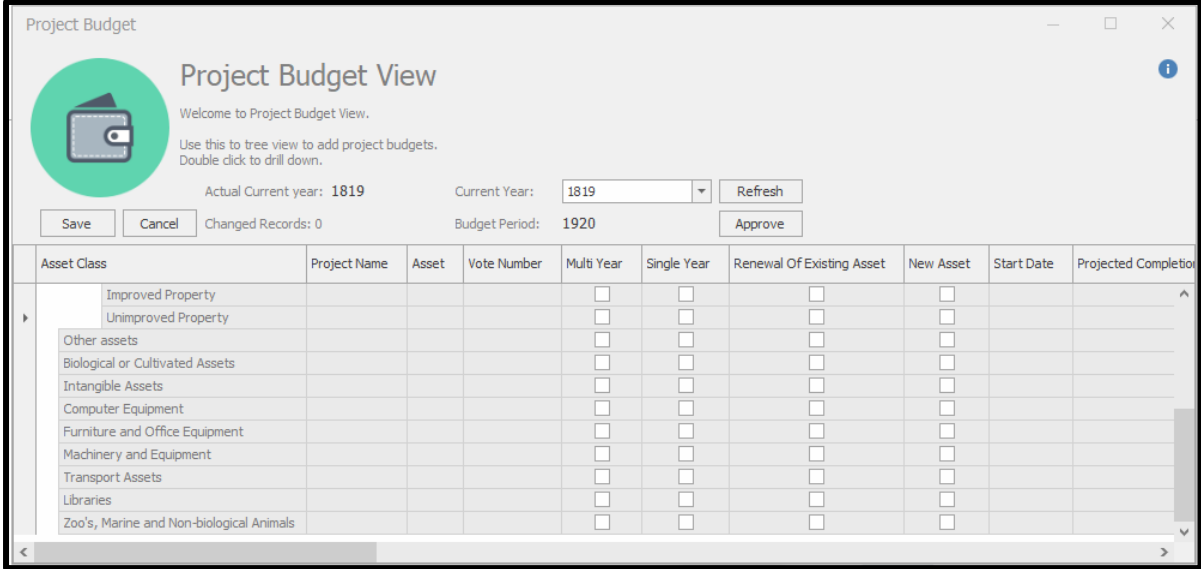 Project Budget
Project Budget View
Welcome to Project Budget View.
Use this to tree view to add project budgets.
Double click to drill down.
Actual Current year: 1819 Current Year: 1819 Refresh
Save Cancel Changed Records: 0 Budget Period: 1920 Approve
Asset Class Project Name Asset Vote Number Multi Year Single Year Renewal Of Existing Asset New Asset Start Date Projected Completion
Improved Property
Unimproved Property
Other assets
Biological or Cultivated Assets
Intangible Assets
Computer Equipment
Furniture and Office Equipment
Machinery and Equipment
Transport Assets
Libraries
Zoo's, Marine and Non-biological Animals